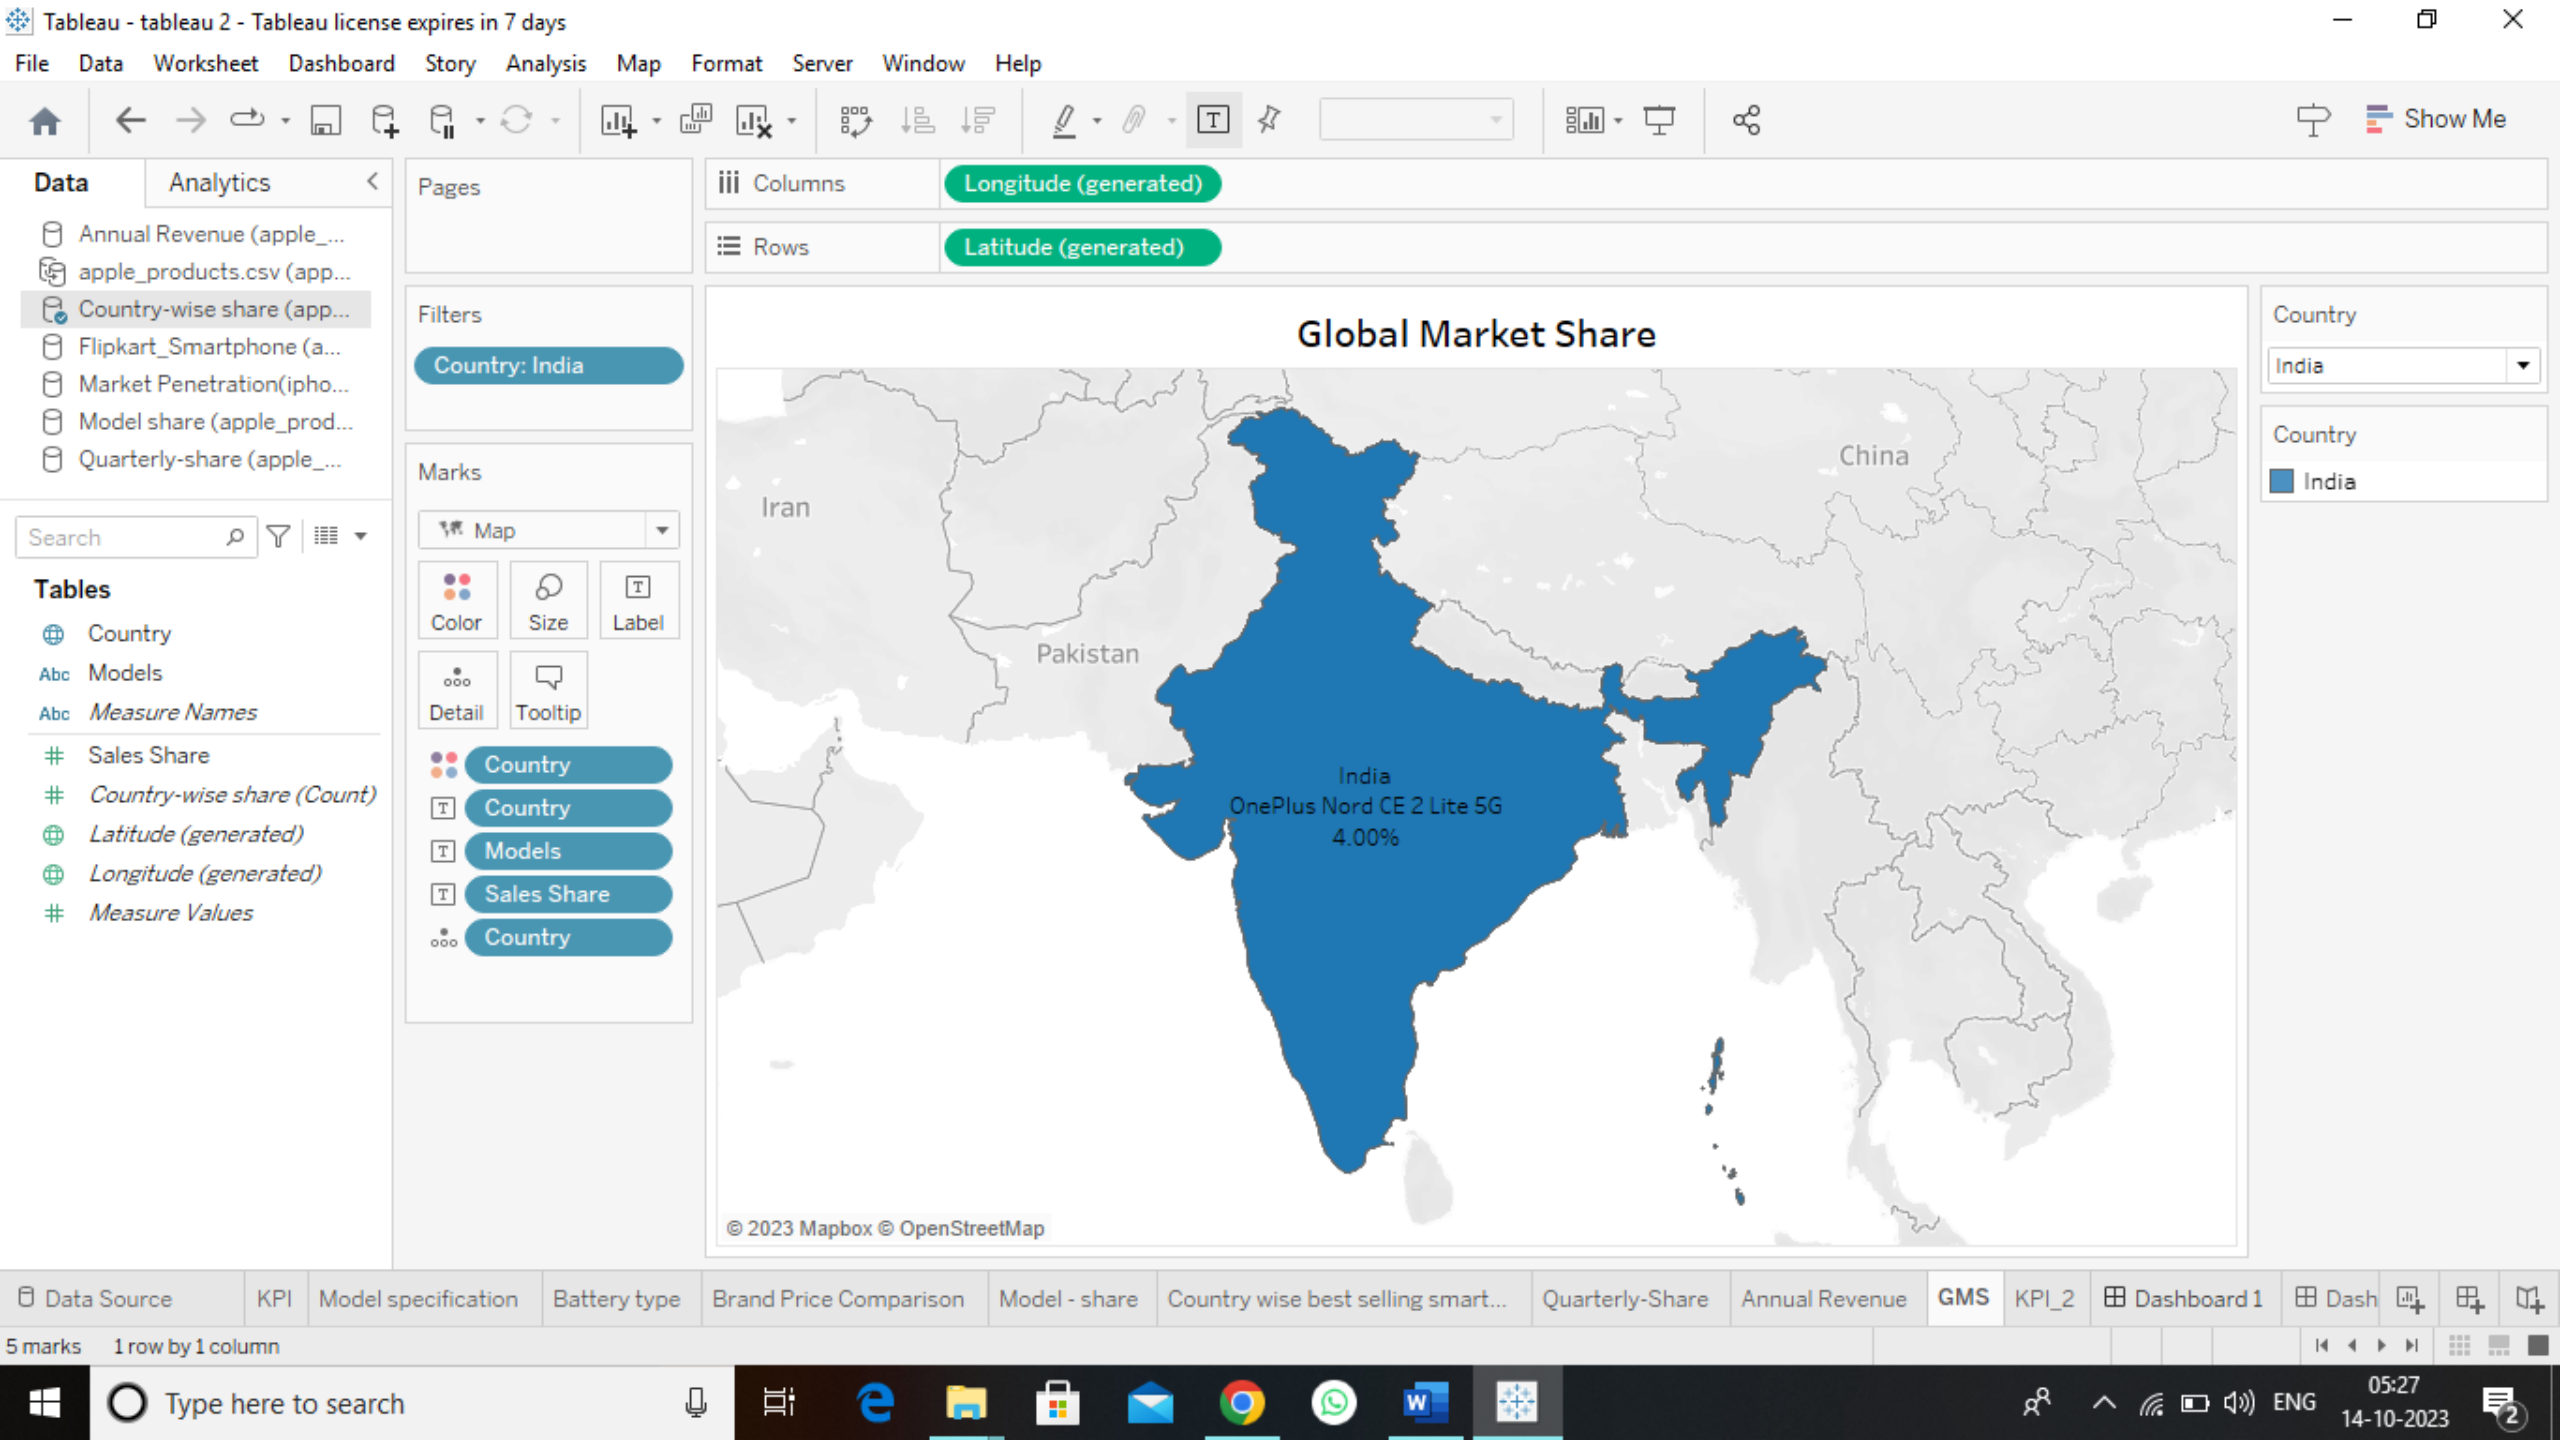 Tableau - tableau 2 - Tableau license expires in 7 days
File Data Worksheet Dashboard Story Analysis Map Format Server Window Help
Show Me
Data Analytics
Annual Revenue (apple_...
apple_products.csv (app...
Country-wise share (app...
Flipkart_Smartphone (a...
Market Penetration(ipho...
Model share (apple_prod...
Quarterly-share (apple_...
Search
Tables
Country
Abc Models
Abc Measure Names
Sales Share
Country-wise share (Count)
Latitude (generated)
Longitude (generated)
Measure Values
Pages
Filters
Country: India
Marks
Map
Color Size Label
Detail Tooltip
Country
Country
Models
Sales Share
Country
Columns Longitude (generated)
Rows Latitude (generated)
Global Market Share
Iran
China
Pakistan
India
OnePlus Nord CE 2 Lite 5G
4.00%
© 2023 Mapbox © OpenStreetMap
Country
India
Country
India
Data Source KPI Model specification Battery type Brand Price Comparison Model - share Country wise best selling smart... Quarterly-Share Annual Revenue GMS KPI_2 Dashboard 1 Dash
5 marks 1 row by 1 column
Type here to search
ENG
05:27
14-10-2023
2